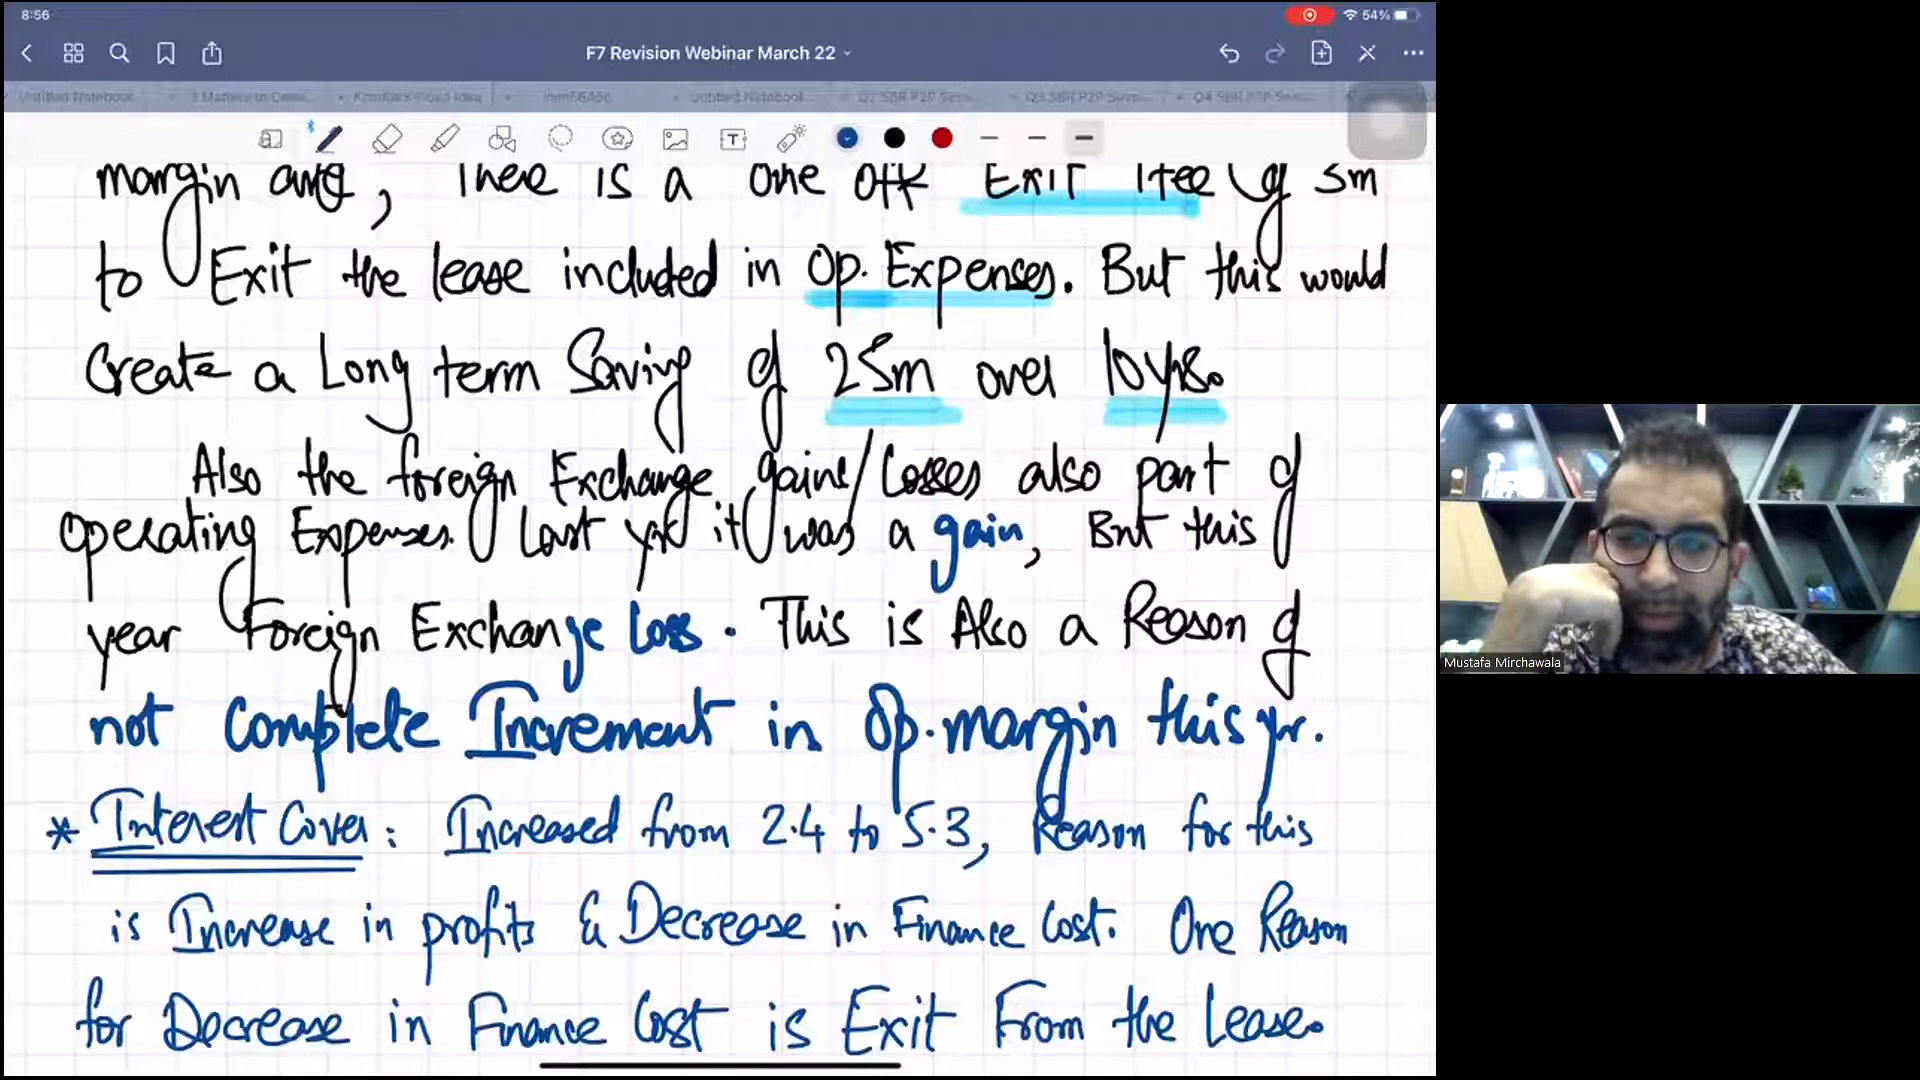 8:56
54%
F7 Revision Webinar March 22
Untitled Notebook
Untitled Notebook
T
margin and, There is a one off Exit Fee of 5m
to Exit the lease included in Op. Expenses. But this would
Create a Long term Saving of 25m over 10yrs.
Also the foreign Exchange gains/Losses also part of
Operating Expenses. Last yr it was a gain, But this
year Foreign Exchange Loss. This is Also a Reason of
not Complete Increment in Op. margin this yr.
* Interest Cover: Increased from 2.4 to 5.3, Reason for this
is Increase in profits & Decrease in Finance Cost. One Reason
for Decrease in Finance Cost is Exit From the Lease.
Mustafa Mirchawala